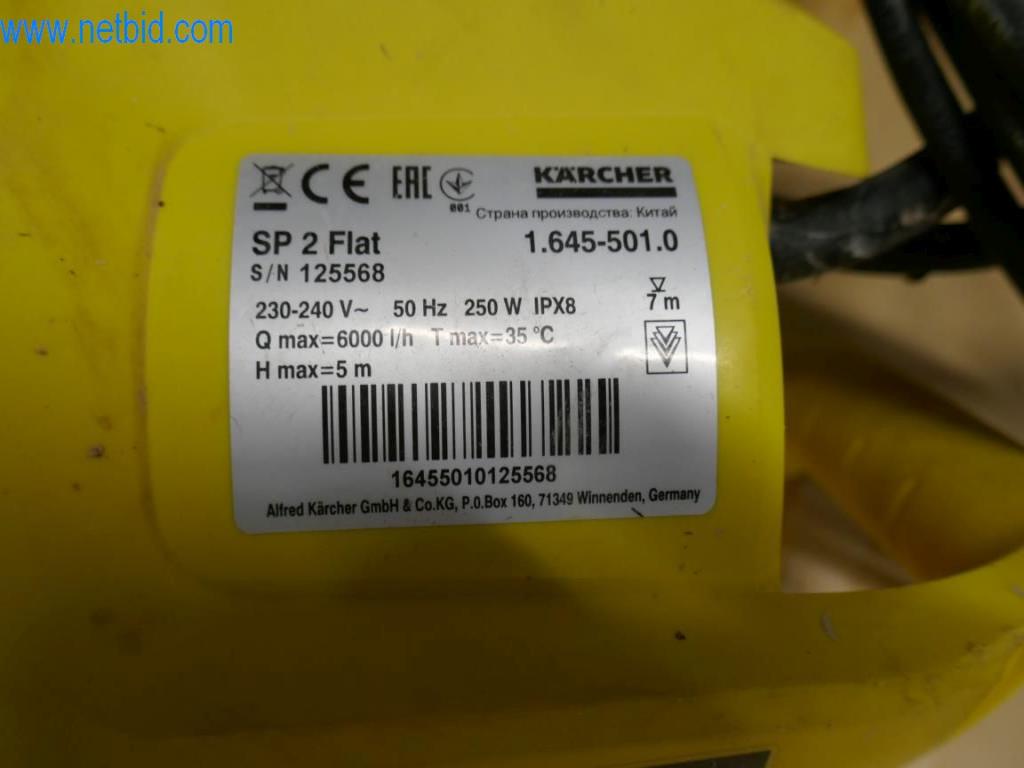 www.netbid.com
CE EAC KÄRCHER
001 Страна производства: Китай
SP 2 Flat 1.645-501.0
S/N 125568
230-240 V~ 50 Hz 250 W IPX8 7 m
Q max=6000 l/h T max=35 °C
H max=5 m
16455010125568
Alfred Kärcher GmbH & Co.KG, P.O.Box 160, 71349 Winnenden, Germany